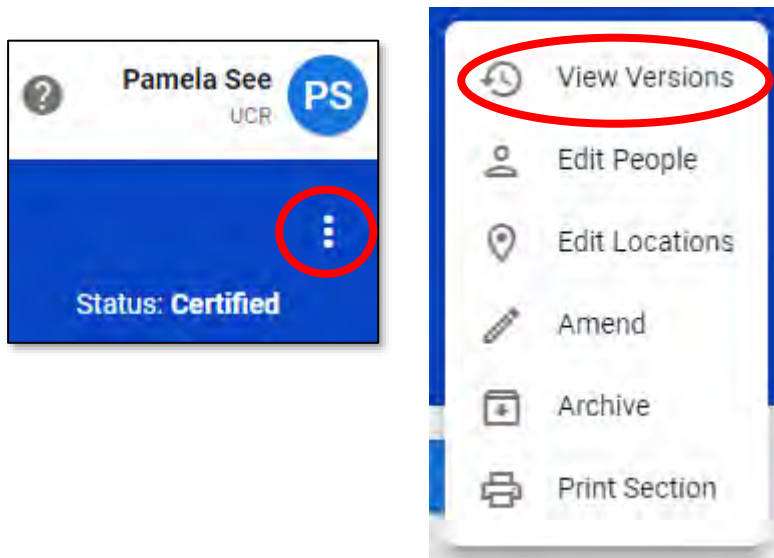 Pamela See
UCR
PS
Status: Certified
View Versions
Edit People
Edit Locations
Amend
Archive
Print Section